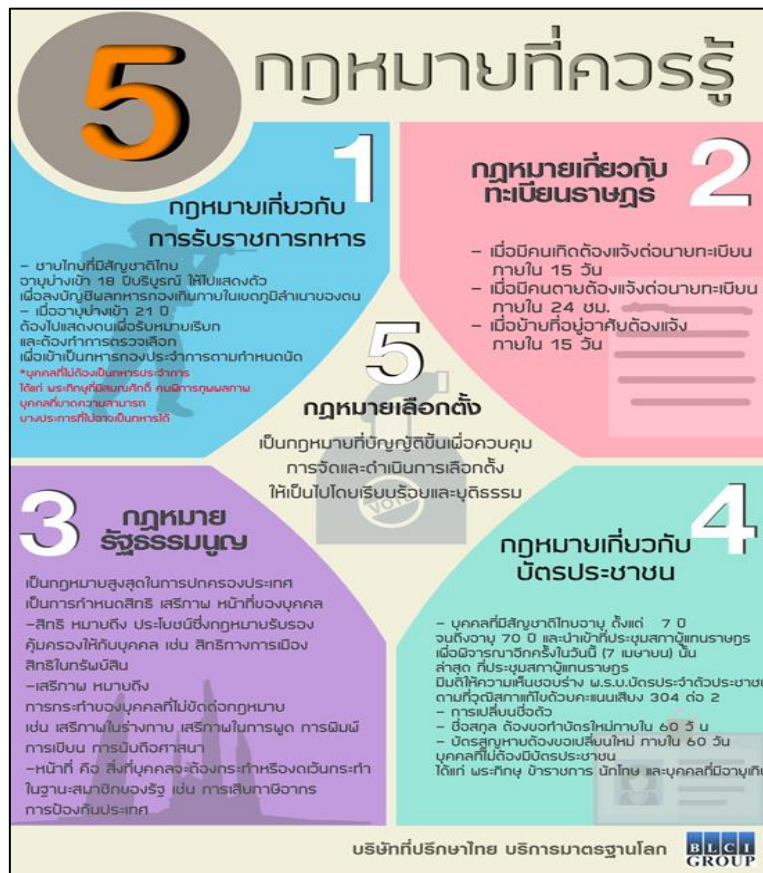 5 กฎหมายที่ควรรู้
1
กฎหมายเกี่ยวกับ
การรับราชการทหาร
– ชายไทยที่มีสัญชาติไทย
อายุย่างเข้า 18 ปีบริบูรณ์ ให้ไปแสดงตัว
เพื่อลงบัญชีพลทหารกองเกินภายในเขตภูมิลำเนาของตน
– เมื่ออายุย่างเข้า 21 ปี
ต้องไปแสดงตนเพื่อรับหมายเรียก
และต้องทำการตรวจเลือก
เพื่อเข้าเป็นทหารกองประจำการตามกำหนดนัด
*บุคคลที่ไม่ต้องเป็นทหารประจำการ
ได้แก่ พระภิกษุที่มีสมณศักดิ์ คนพิการทุพพลภาพ
บุคคลที่ขาดความสามารถ
บางประการที่ไม่อาจเป็นทหารได้
2
กฎหมายเกี่ยวกับ
ทะเบียนราษฎร์
– เมื่อมีคนเกิดต้องแจ้งต่อนายทะเบียน
ภายใน 15 วัน
– เมื่อมีคนตายต้องแจ้งต่อนายทะเบียน
ภายใน 24 ชม.
– เมื่อย้ายที่อยู่อาศัยต้องแจ้ง
ภายใน 15 วัน
5
กฎหมายเลือกตั้ง
เป็นกฎหมายที่บัญญัติขึ้นเพื่อควบคุม
การจัดและดำเนินการเลือกตั้ง
ให้เป็นไปโดยเรียบร้อยและยุติธรรม
VOTE
3
กฎหมาย
รัฐธรรมนูญ
เป็นกฎหมายสูงสุดในการปกครองประเทศ
เป็นการกำหนดสิทธิ เสรีภาพ หน้าที่ของบุคคล
–สิทธิ หมายถึง ประโยชน์ซึ่งกฎหมายรับรอง
คุ้มครองให้กับบุคคล เช่น สิทธิทางการเมือง
สิทธิในทรัพย์สิน
–เสรีภาพ หมายถึง
การกระทำของบุคคลที่ไม่ขัดต่อกฎหมาย
เช่น เสรีภาพในร่างกาย เสรีภาพในการพูด การพิมพ์
การเขียน การนับถือศาสนา
–หน้าที่ คือ สิ่งที่บุคคลจะต้องกระทำหรืองดเว้นกระทำ
ในฐานะสมาชิกของรัฐ เช่น การเสียภาษีอากร
การป้องกันประเทศ
4
กฎหมายเกี่ยวกับ
บัตรประชาชน
– บุคคลที่มีสัญชาติไทยอายุ ตั้งแต่ 7 ปี
จนถึงอายุ 70 ปี และนำเข้าที่ประชุมสภาผู้แทนราษฎร
เพื่อพิจารณาอีกครั้งในวันนี้ (7 เมษายน) นั้น
ล่าสุด ที่ประชุมสภาผู้แทนราษฎร
มีมติให้ความเห็นชอบร่าง พ.ร.บ.บัตรประจำตัวประชาชน
ตามที่วุฒิสภาแก้ไขด้วยคะแนนเสียง 304 ต่อ 2
– การเปลี่ยนชื่อตัว
– ชื่อสกุล ต้องขอทำบัตรใหม่ภายใน 60 วัน
– บัตรสูญหายต้องขอเปลี่ยนใหม่ ภายใน 60 วัน
บุคคลที่ไม่ต้องมีบัตรประชาชน
ได้แก่ พระภิกษุ ข้าราชการ นักโทษ และบุคคลที่มีอายุเกิน
บริษัทที่ปรึกษาไทย บริการมาตรฐานโลก
BLCI
GROUP